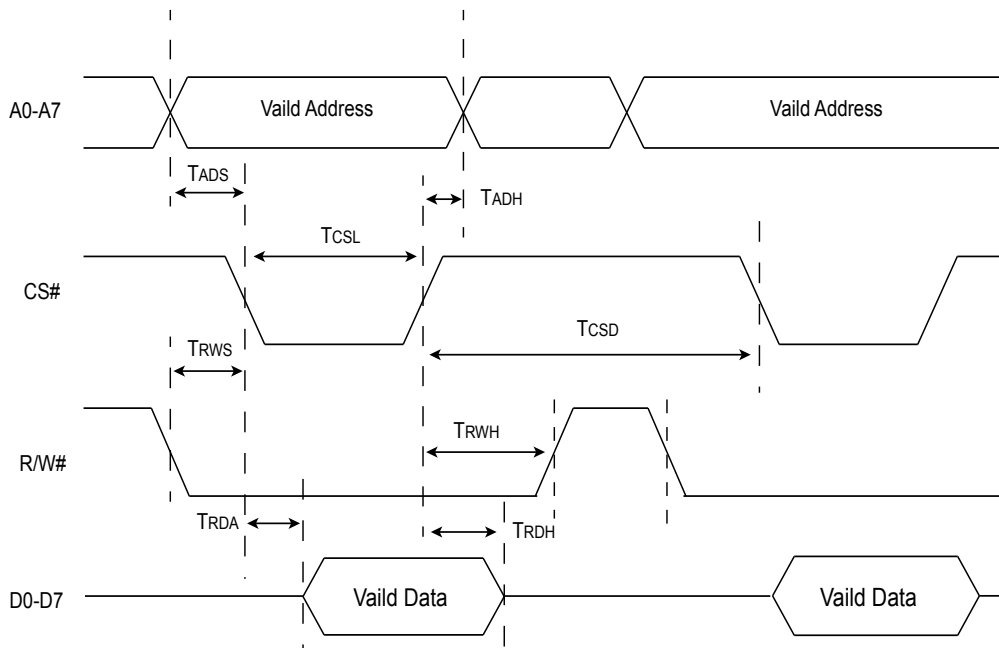 A0-A7
Vaild Address
Vaild Address
TADS
TADH
TCSL
CS#
TCSD
TRWS
TRWH
R/W#
TRDA
TRDH
D0-D7
Vaild Data
Vaild Data